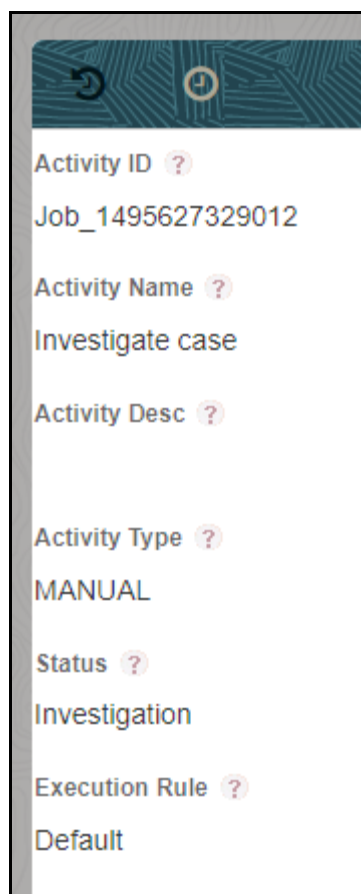 Activity ID ?
Job_1495627329012
Activity Name ?
Investigate case
Activity Desc ?
Activity Type ?
MANUAL
Status ?
Investigation
Execution Rule ?
Default